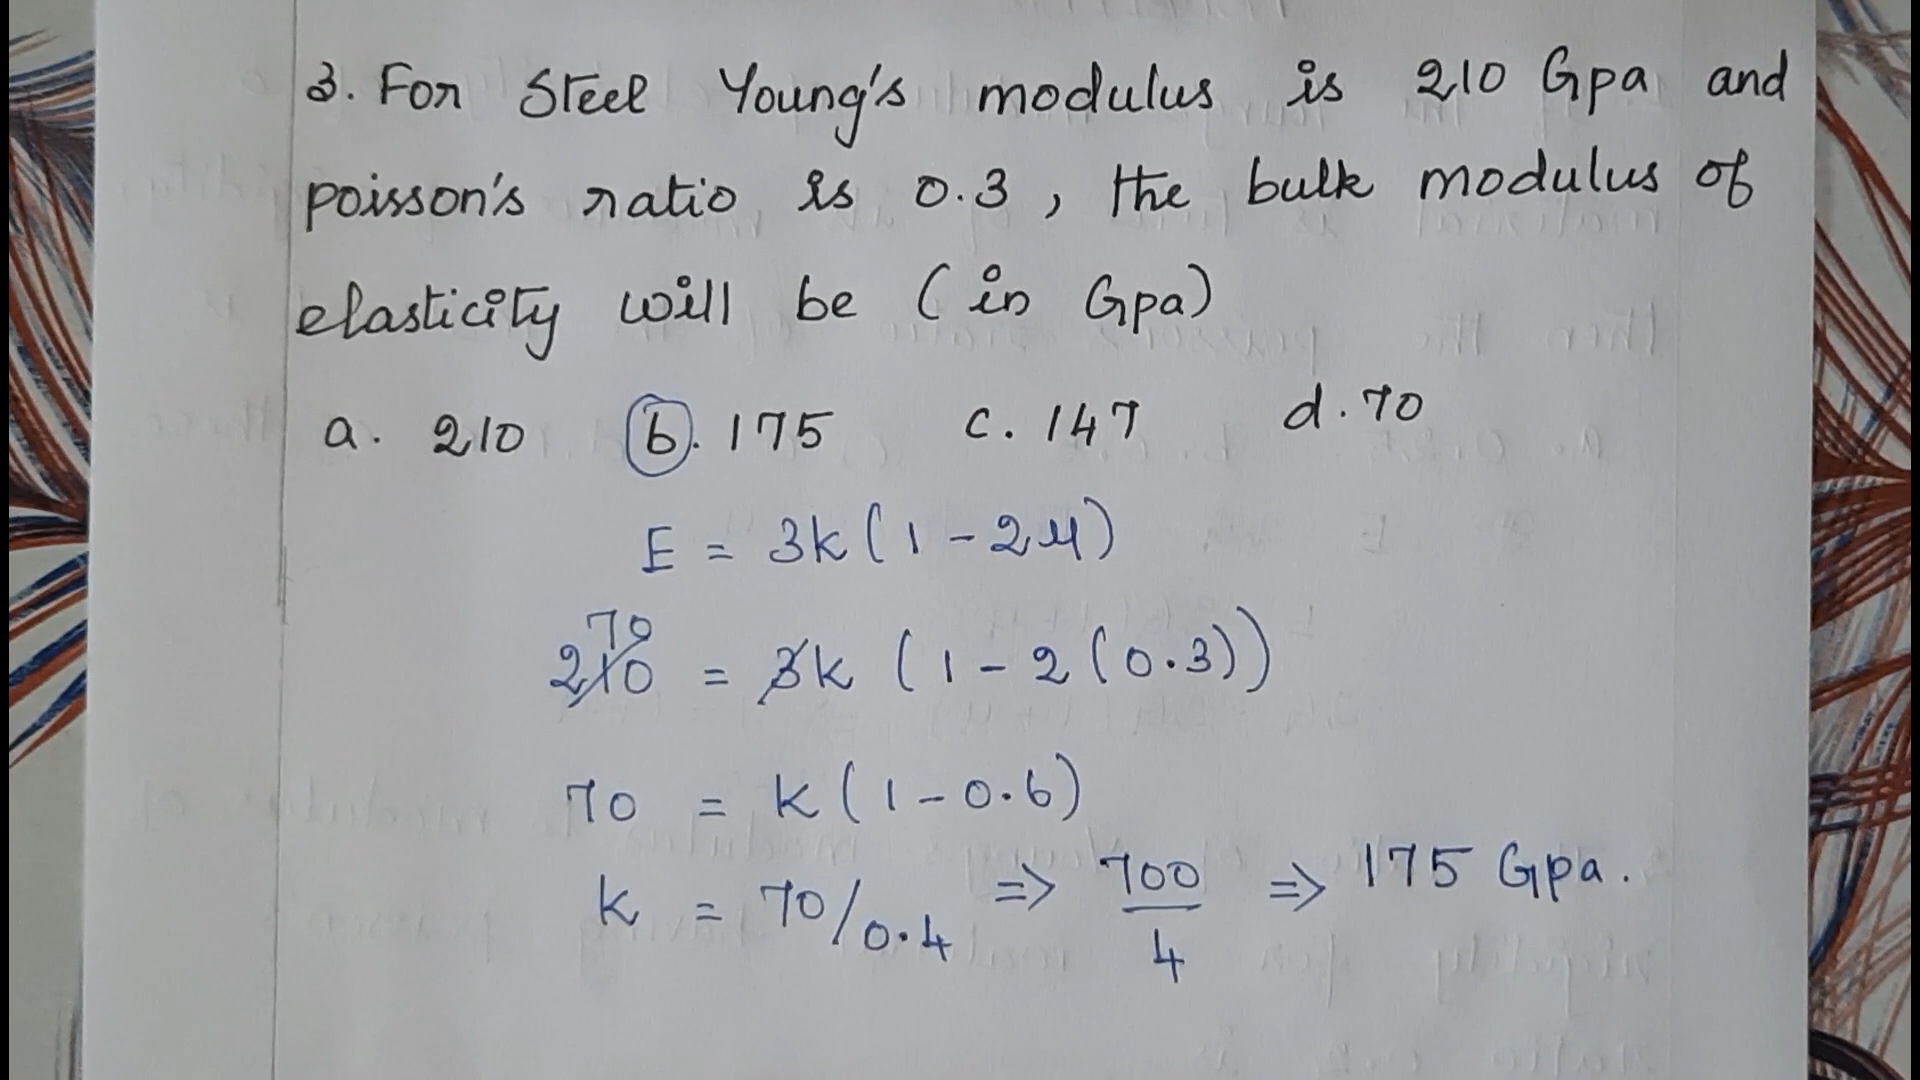 3. For Steel Young's modulus is 210 Gpa and
poisson's ratio is 0.3, the bulk modulus of
elasticity will be (in Gpa)
a. 210 b. 175 c. 147 d. 70
E = 3k(1-2μ)
70
210 = 3k (1-2(0.3))
70 = k(1-0.6)
k = 70/0.4 => 700/4 => 175 Gpa.